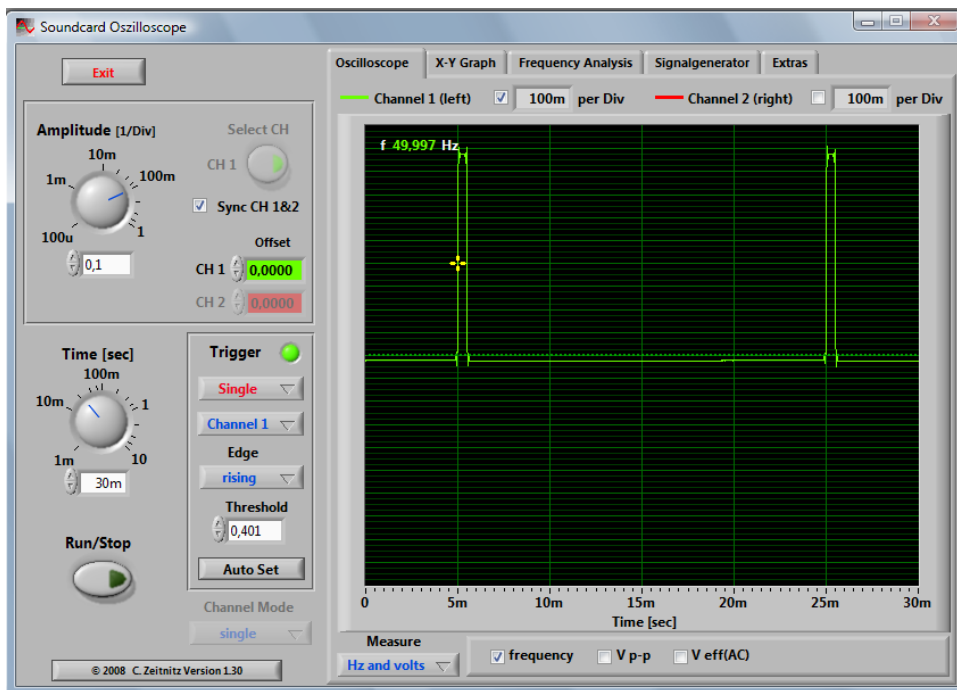 Soundcard Oszilloscope
Exit
Amplitude [1/Div]
10m
1m
100m
100u
1
0,1
Select CH
CH 1
Sync CH 1&2
Offset
CH 1 0,0000
CH 2 0,0000
Time [sec]
100m
10m
1
1m
10
30m
Run/Stop
Trigger
Single
Channel 1
Edge
rising
Threshold
0,401
Auto Set
Channel Mode
single
© 2008 C. Zeitnitz Version 1.30
Oscilloscope X-Y Graph Frequency Analysis Signalgenerator Extras
Channel 1 (left) 100m per Div Channel 2 (right) 100m per Div
f 49,997 Hz
0 5m 10m 15m 20m 25m 30m
Time [sec]
Measure
Hz and volts
frequency V p-p V eff(AC)